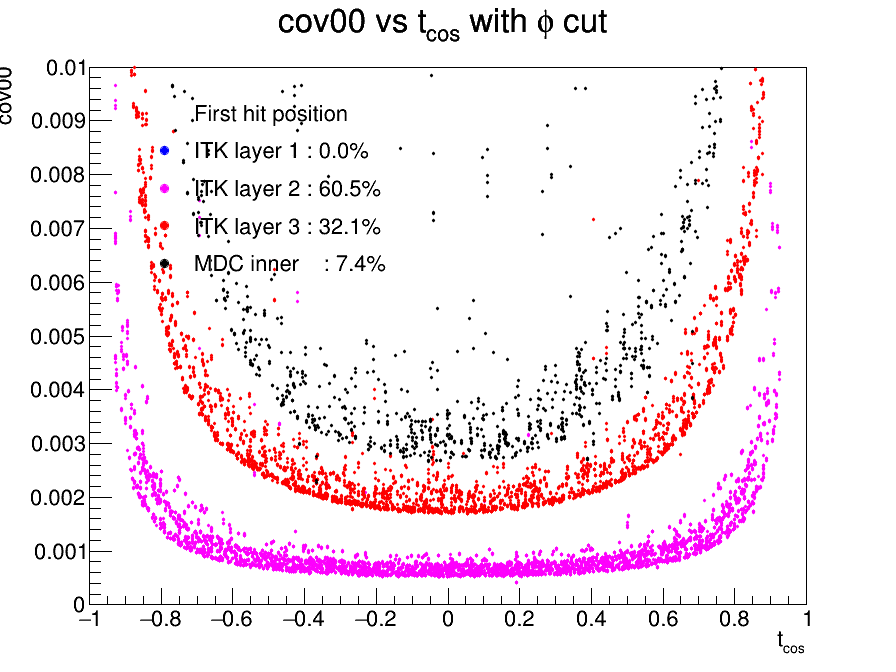 cov00 vs t_cos with ϕ cut
cov00
0.01
0.009
0.008
0.007
0.006
0.005
0.004
0.003
0.002
0.001
0
First hit position
ITK layer 1 : 0.0%
ITK layer 2 : 60.5%
ITK layer 3 : 32.1%
MDC inner : 7.4%
−1 −0.8 −0.6 −0.4 −0.2 0 0.2 0.4 0.6 0.8 1
t_cos